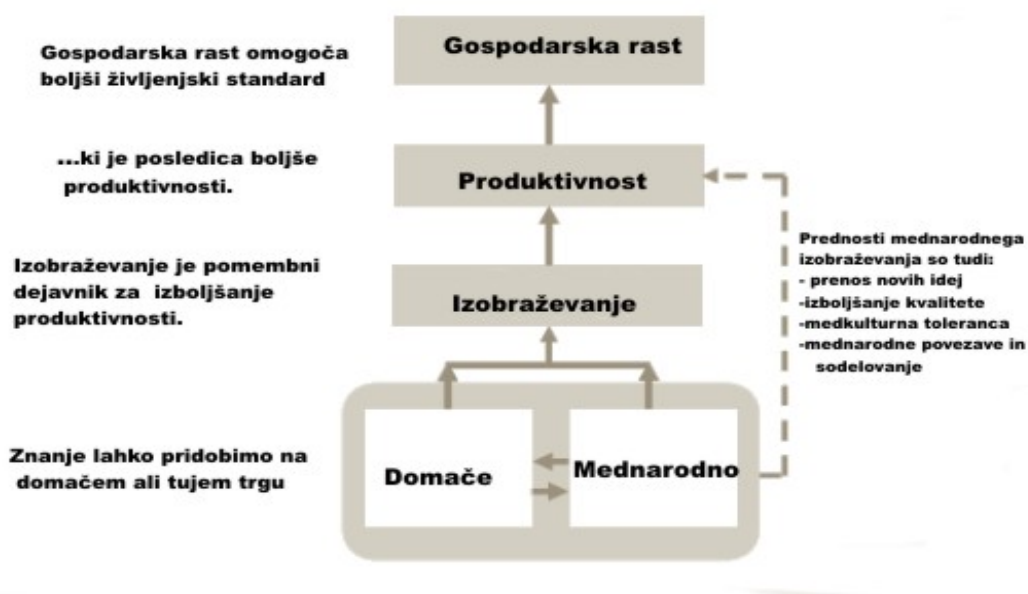 Gospodarska rast omogoča
boljši življenjski standard
Gospodarska rast
...ki je posledica boljše
produktivnosti.
Produktivnost
Prednosti mednarodnega
izobraževanja so tudi:
- prenos novih idej
-izboljšanje kvalitete
-medkulturna toleranca
-mednarodne povezave in
sodelovanje
Izobraževanje je pomembni
dejavnik za izboljšanje
produktivnosti.
Izobraževanje
Znanje lahko pridobimo na
domačem ali tujem trgu
Domače
Mednarodno